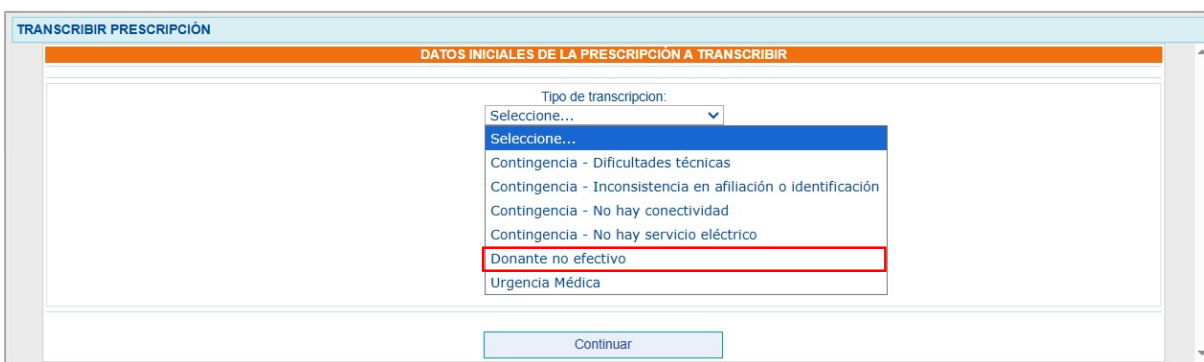 TRANSCRIBIR PRESCRIPCIÓN
DATOS INICIALES DE LA PRESCRIPCIÓN A TRANSCRIBIR
Tipo de transcripcion:
Seleccione...
Seleccione...
Contingencia - Dificultades técnicas
Contingencia - Inconsistencia en afiliación o identificación
Contingencia - No hay conectividad
Contingencia - No hay servicio eléctrico
Donante no efectivo
Urgencia Médica
Continuar